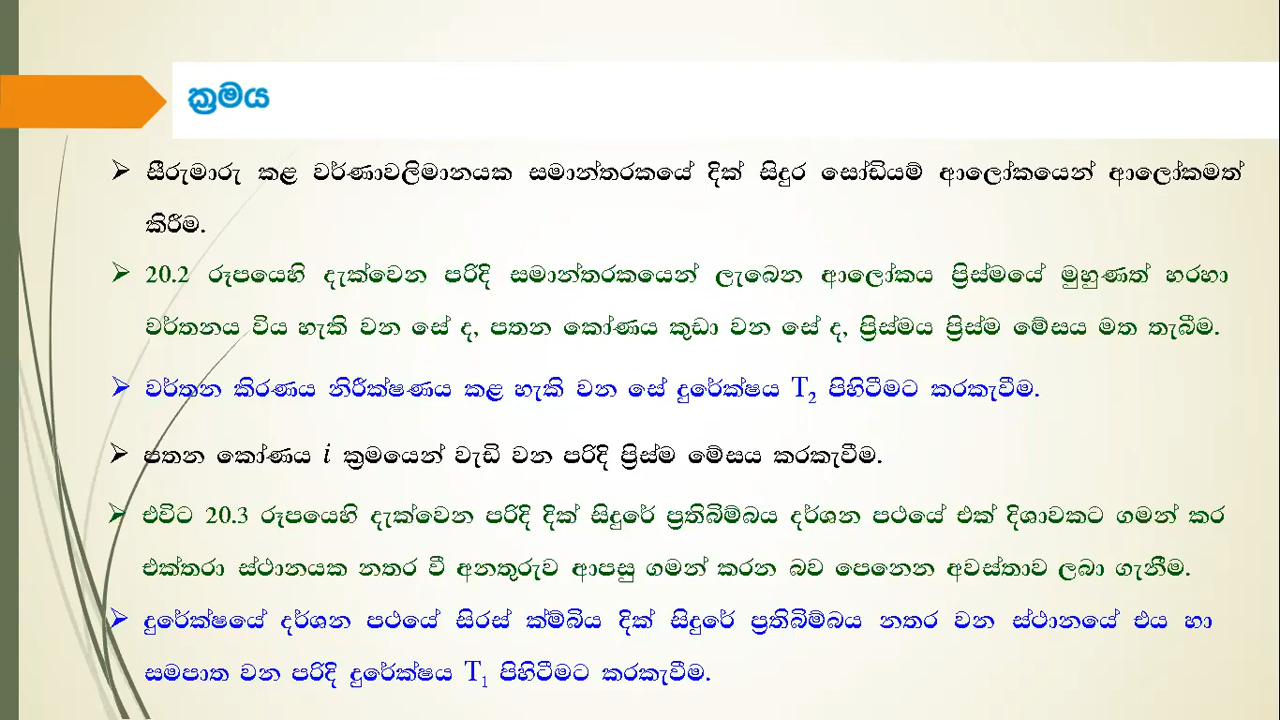 ක්‍රමය
➢ සීරුමාරු කළ වර්ණාවලිමානයක සමාන්තරකයේ දික් සිදුර සෝඩියම් ආලෝකයෙන් ආලෝකමත්
කිරීම.
➢ 20.2 රූපයෙහි දැක්වෙන පරිදි සමාන්තරකයෙන් ලැබෙන ආලෝකය ප්‍රිස්මයේ මුහුණත් හරහා
වර්තනය විය හැකි වන සේ ද, පතන කෝණය කුඩා වන සේ ද, ප්‍රිස්මය ප්‍රිස්ම මේසය මත තැබීම.
➢ වර්තන කිරණය නිරීක්ෂණය කළ හැකි වන සේ දුරේක්ෂය T₂ පිහිටීමට කරකැවීම.
➢ පතන කෝණය i ක්‍රමයෙන් වැඩි වන පරිදි ප්‍රිස්ම මේසය කරකැවීම.
➢ එවිට 20.3 රූපයෙහි දැක්වෙන පරිදි දික් සිදුරේ ප්‍රතිබිම්බය දර්ශන පථයේ එක් දිශාවකට ගමන් කර
එක්තරා ස්ථානයක නතර වී අනතුරුව ආපසු ගමන් කරන බව පෙනෙන අවස්තාව ලබා ගැනීම.
➢ දුරේක්ෂයේ දර්ශන පථයේ සිරස් කම්බිය දික් සිදුරේ ප්‍රතිබිම්බය නතර වන ස්ථානයේ එය හා
සමපාත වන පරිදි දුරේක්ෂය T₁ පිහිටීමට කරකැවීම.